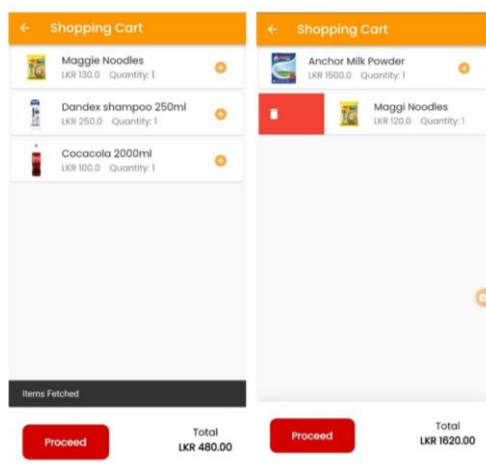 Shopping Cart
Maggie Noodles
LKR 130.0 Quantity: 1
Dandex shampoo 250ml
LKR 250.0 Quantity: 1
Cocacola 2000ml
LKR 100.0 Quantity: 1
Items Fetched
Proceed
Total
LKR 480.00
Shopping Cart
Anchor Milk Powder
LKR 1500.0 Quantity: 1
Maggi Noodles
LKR 120.0 Quantity: 1
Proceed
Total
LKR 1620.00